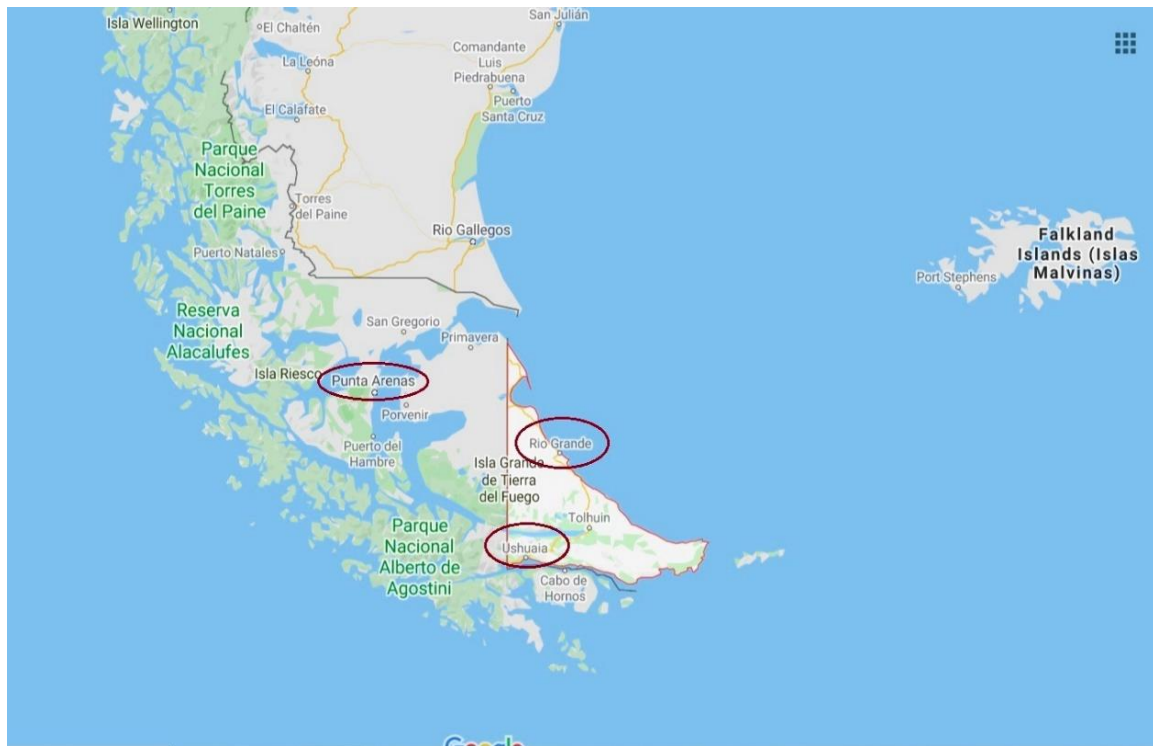 San Julián
Isla Wellington
El Chaltén
Comandante
Luis
Piedrabuena
La Leóna
Puerto
Santa Cruz
El Calafate
Parque
Nacional
Torres
del Paine
Torres
del Paine
Rio Gallegos
Falkland
Islands (Islas
Malvinas)
Puerto Natales
Port Stephens
Reserva
Nacional
Alacalufes
San Gregorio
Primavera
Isla Riesco
Punta Arenas
Porvenir
Puerto del
Hambre
Rio Grande
Isla Grande
de Tierra
del Fuego
Tolhuin
Parque
Nacional
Alberto de
Agostini
Ushuaia
Cabo de
Hornos
Google